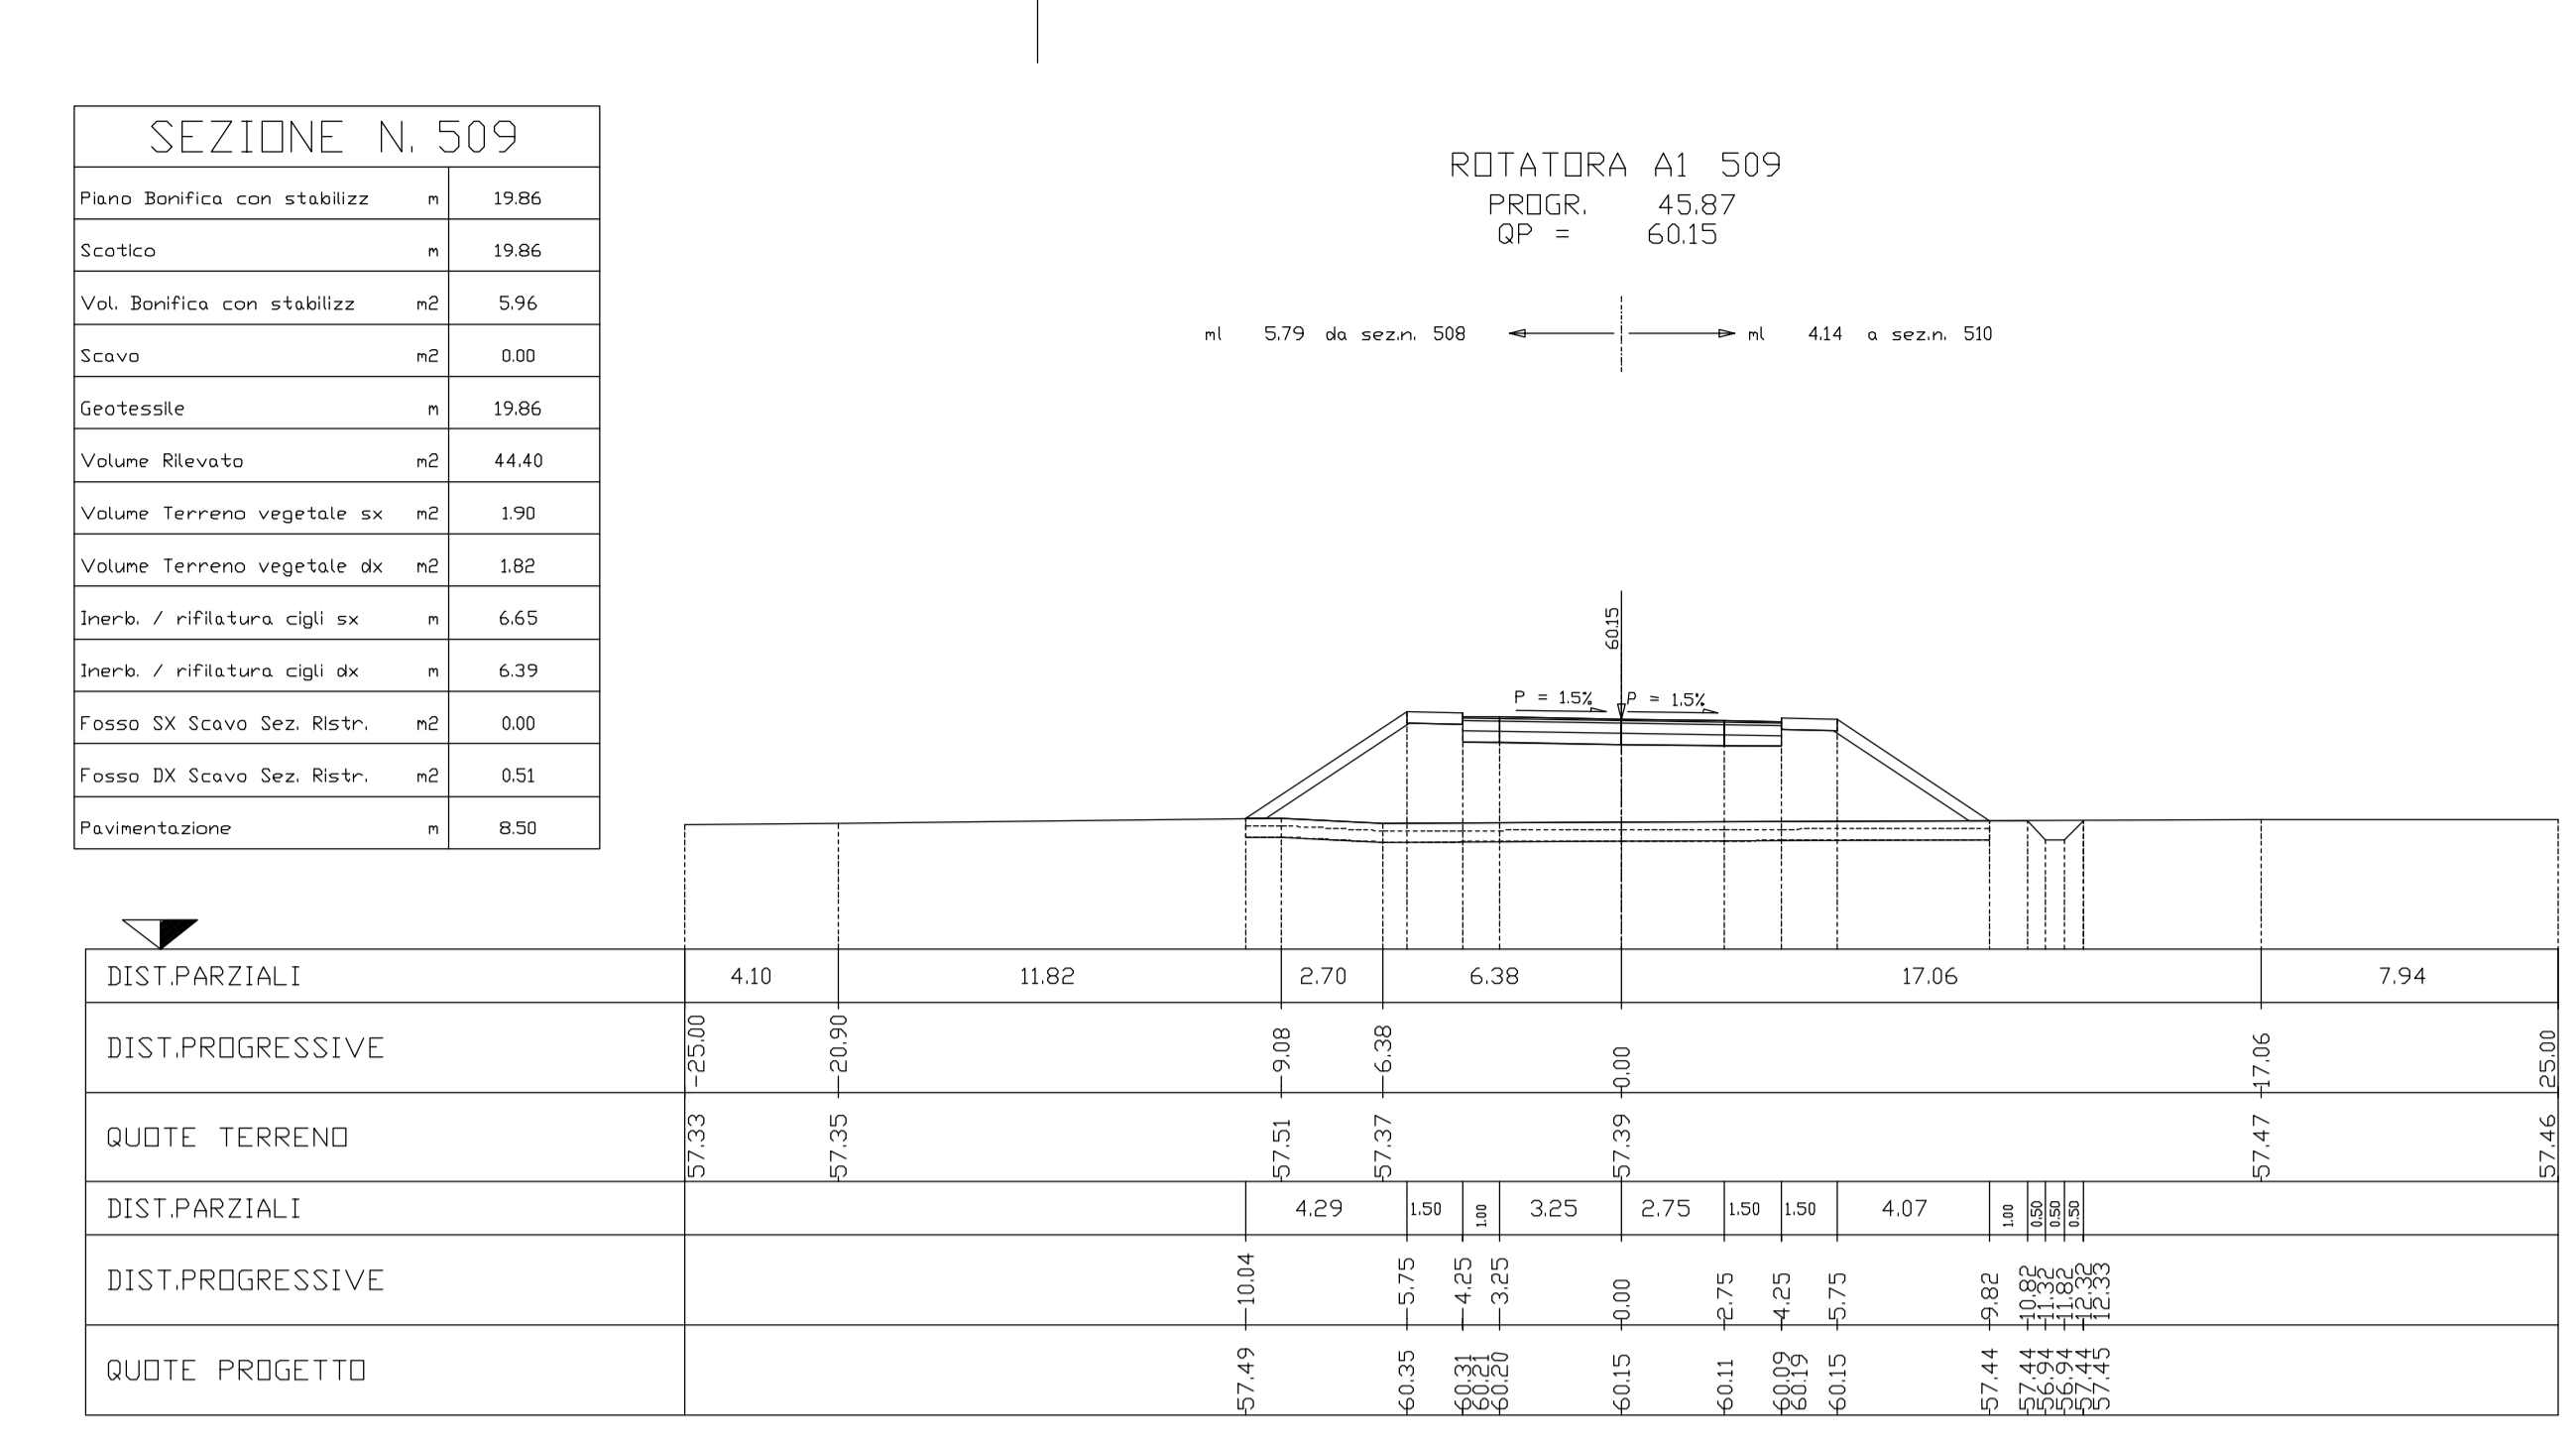 SEZIONE N. 509
Piano Bonifica con stabilizz m 19.86
Scotico m 19.86
Vol. Bonifica con stabilizz m2 5.96
Scavo m2 0.00
Geotessile m 19.86
Volume Rilevato m2 44.40
Volume Terreno vegetale sx m2 1.90
Volume Terreno vegetale dx m2 1.82
Inerb. / rifilatura cigli sx m 6.65
Inerb. / rifilatura cigli dx m 6.39
Fosso SX Scavo Sez. Ristr. m2 0.00
Fosso DX Scavo Sez. Ristr. m2 0.51
Pavimentazione m 8.50
ROTATORA A1 509
PROGR. 45.87
QP = 60.15
ml 5.79 da sez.n. 508 ml 4.14 a sez.n. 510
60.15
P = 1.5% P = 1.5%
DIST.PARZIALI 4.10 11.82 2.70 6.38 17.06 7.94
DIST.PROGRESSIVE -25.00 -20.90 -9.08 -6.38 0.00 17.06 25.00
QUOTE TERRENO 57.33 57.35 57.51 57.37 57.39 57.47 57.46
DIST.PARZIALI 4.29 1.50 1.00 3.25 2.75 1.50 1.50 4.07 1.00 0.50 0.50 0.50
DIST.PROGRESSIVE -10.04 -5.75 -4.25 -3.25 0.00 2.75 4.25 5.75 9.82 10.82 11.32 11.82 12.32 12.33
QUOTE PROGETTO 57.49 60.35 60.31 60.21 60.20 60.15 60.11 60.09 60.19 60.15 57.44 57.44 56.94 56.94 57.44 57.45